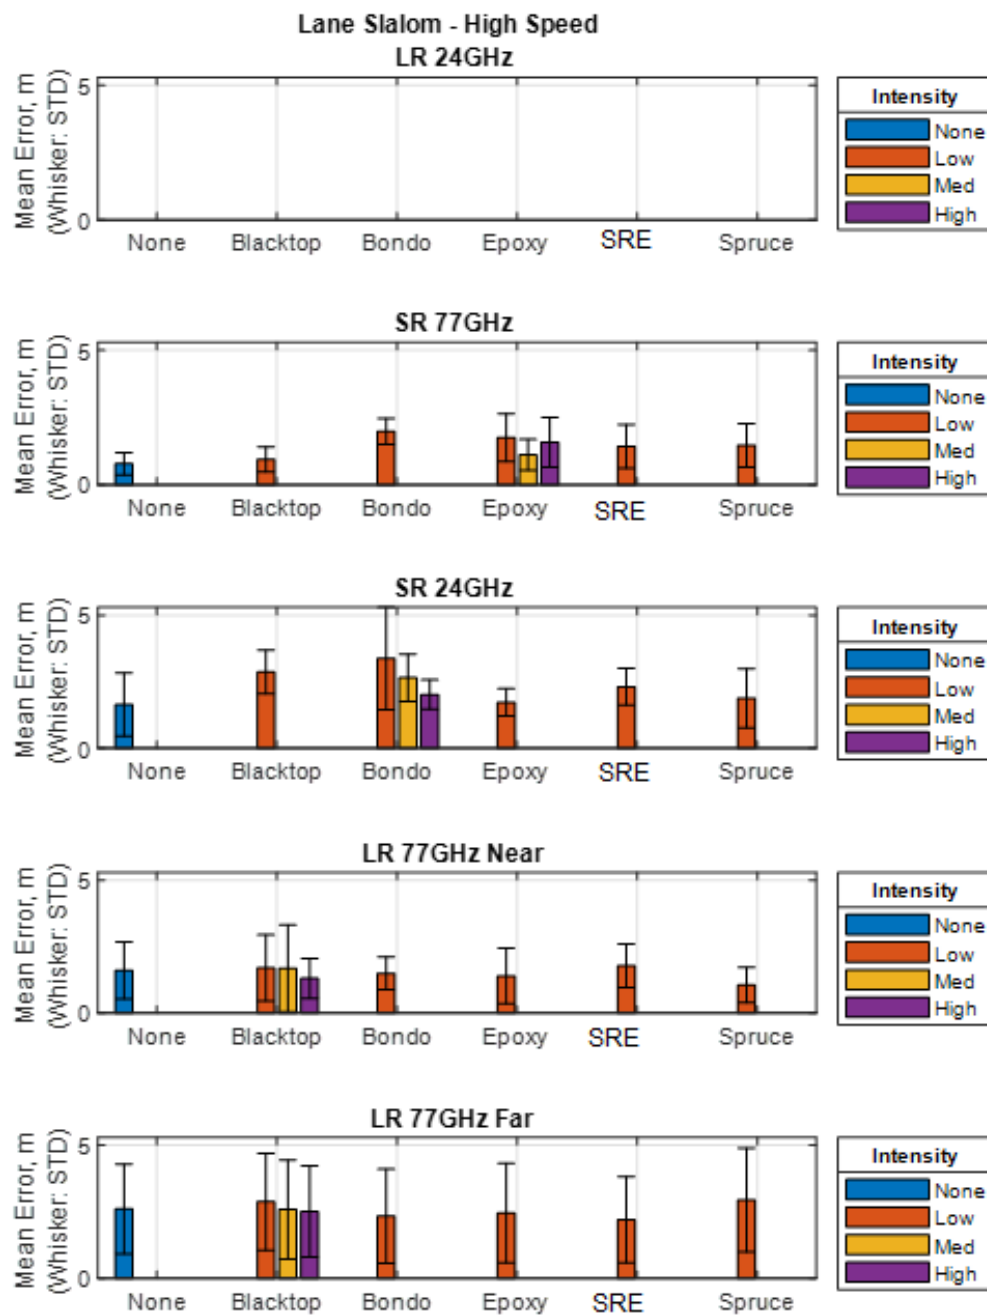 Lane Slalom - High Speed
LR 24GHz
Mean Error, m
(Whisker: STD)
5
0
None Blacktop Bondo Epoxy SRE Spruce
Intensity
None
Low
Med
High
SR 77GHz
Mean Error, m
(Whisker: STD)
5
0
None Blacktop Bondo Epoxy SRE Spruce
Intensity
None
Low
Med
High
SR 24GHz
Mean Error, m
(Whisker: STD)
5
0
None Blacktop Bondo Epoxy SRE Spruce
Intensity
None
Low
Med
High
LR 77GHz Near
Mean Error, m
(Whisker: STD)
5
0
None Blacktop Bondo Epoxy SRE Spruce
Intensity
None
Low
Med
High
LR 77GHz Far
Mean Error, m
(Whisker: STD)
5
0
None Blacktop Bondo Epoxy SRE Spruce
Intensity
None
Low
Med
High